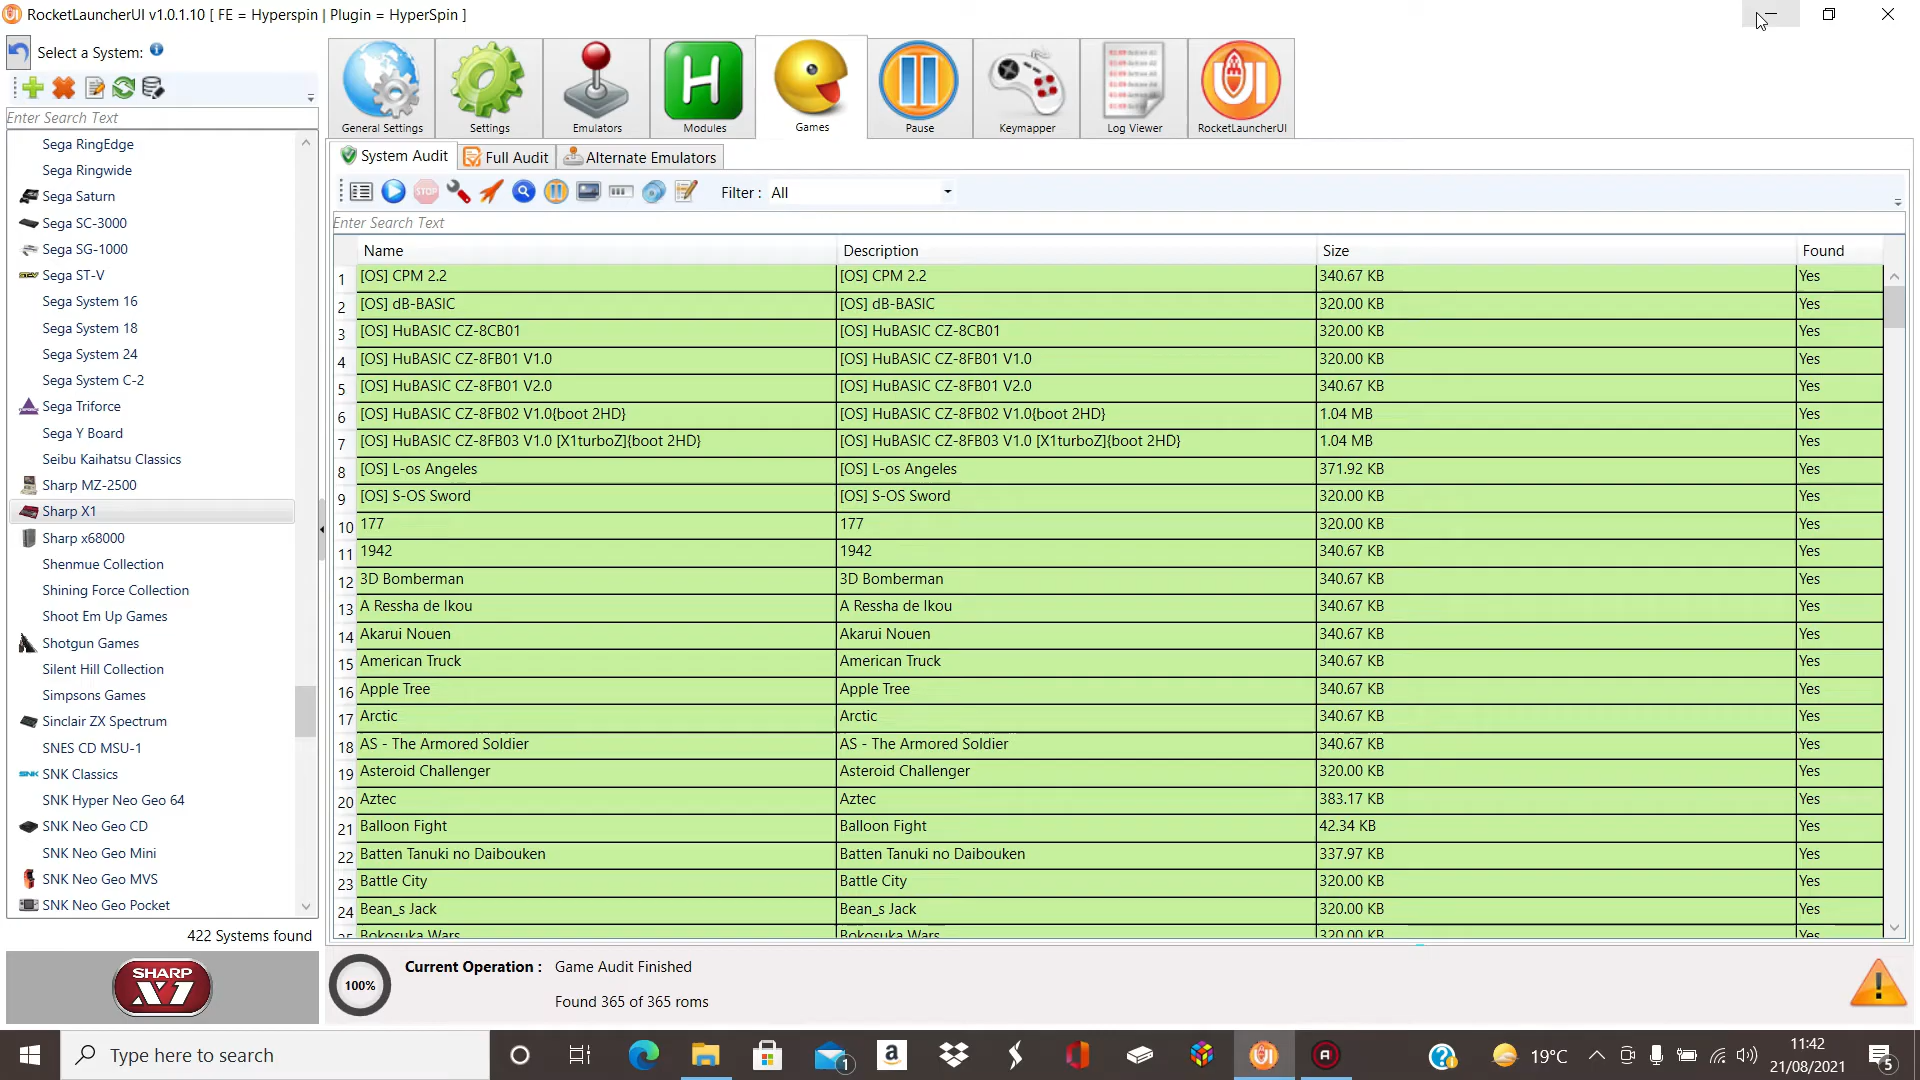 RocketLauncherUI v1.0.1.10 [ FE = Hyperspin | Plugin = HyperSpin ]
Select a System:
Enter Search Text
Sega RingEdge
Sega Ringwide
Sega Saturn
Sega SC-3000
Sega SG-1000
Sega ST-V
Sega System 16
Sega System 18
Sega System 24
Sega System C-2
Sega Triforce
Sega Y Board
Seibu Kaihatsu Classics
Sharp MZ-2500
Sharp X1
Sharp x68000
Shenmue Collection
Shining Force Collection
Shoot Em Up Games
Shotgun Games
Silent Hill Collection
Simpsons Games
Sinclair ZX Spectrum
SNES CD MSU-1
SNK Classics
SNK Hyper Neo Geo 64
SNK Neo Geo CD
SNK Neo Geo Mini
SNK Neo Geo MVS
SNK Neo Geo Pocket
422 Systems found
SHARP
X1
General Settings
Settings
Emulators
H
Modules
Games
Pause
Keymapper
Log Viewer
UI
RocketLauncherUI
System Audit
Full Audit
Alternate Emulators
STOP
Filter : All
Enter Search Text
Name Description Size Found
1 [OS] CPM 2.2 [OS] CPM 2.2 340.67 KB Yes
2 [OS] dB-BASIC [OS] dB-BASIC 320.00 KB Yes
3 [OS] HuBASIC CZ-8CB01 [OS] HuBASIC CZ-8CB01 320.00 KB Yes
4 [OS] HuBASIC CZ-8FB01 V1.0 [OS] HuBASIC CZ-8FB01 V1.0 320.00 KB Yes
5 [OS] HuBASIC CZ-8FB01 V2.0 [OS] HuBASIC CZ-8FB01 V2.0 340.67 KB Yes
6 [OS] HuBASIC CZ-8FB02 V1.0{boot 2HD} [OS] HuBASIC CZ-8FB02 V1.0{boot 2HD} 1.04 MB Yes
7 [OS] HuBASIC CZ-8FB03 V1.0 [X1turboZ]{boot 2HD} [OS] HuBASIC CZ-8FB03 V1.0 [X1turboZ]{boot 2HD} 1.04 MB Yes
8 [OS] L-os Angeles [OS] L-os Angeles 371.92 KB Yes
9 [OS] S-OS Sword [OS] S-OS Sword 320.00 KB Yes
10 177 177 320.00 KB Yes
11 1942 1942 340.67 KB Yes
12 3D Bomberman 3D Bomberman 340.67 KB Yes
13 A Ressha de Ikou A Ressha de Ikou 340.67 KB Yes
14 Akarui Nouen Akarui Nouen 340.67 KB Yes
15 American Truck American Truck 340.67 KB Yes
16 Apple Tree Apple Tree 340.67 KB Yes
17 Arctic Arctic 340.67 KB Yes
18 AS - The Armored Soldier AS - The Armored Soldier 340.67 KB Yes
19 Asteroid Challenger Asteroid Challenger 320.00 KB Yes
20 Aztec Aztec 383.17 KB Yes
21 Balloon Fight Balloon Fight 42.34 KB Yes
22 Batten Tanuki no Daibouken Batten Tanuki no Daibouken 337.97 KB Yes
23 Battle City Battle City 320.00 KB Yes
24 Bean_s Jack Bean_s Jack 320.00 KB Yes
25 Bokosuka Wars Bokosuka Wars 320.00 KB Yes
100%
Current Operation : Game Audit Finished
Found 365 of 365 roms
Type here to search
1
a
UI
A
19°C
11:42
21/08/2021
5